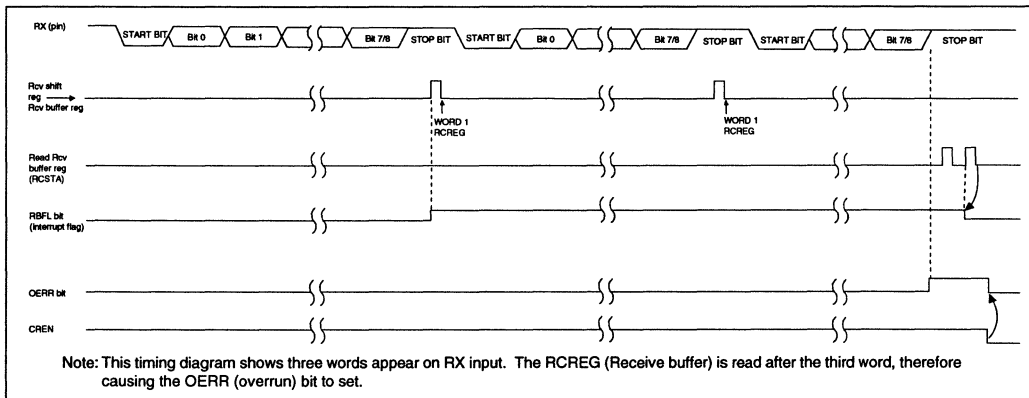 RX (pin)
START BIT Bit 0 Bit 1 Bit 7/8 STOP BIT START BIT Bit 0 Bit 7/8 STOP BIT START BIT Bit 7/8 STOP BIT
Rcv shift
reg
Rcv buffer reg
WORD 1
RCREG
WORD 1
RCREG
Read Rcv
buffer reg
(RCSTA)
RBFL bit
(interrupt flag)
OERR bit
CREN
Note: This timing diagram shows three words appear on RX input. The RCREG (Receive buffer) is read after the third word, therefore
causing the OERR (overrun) bit to set.